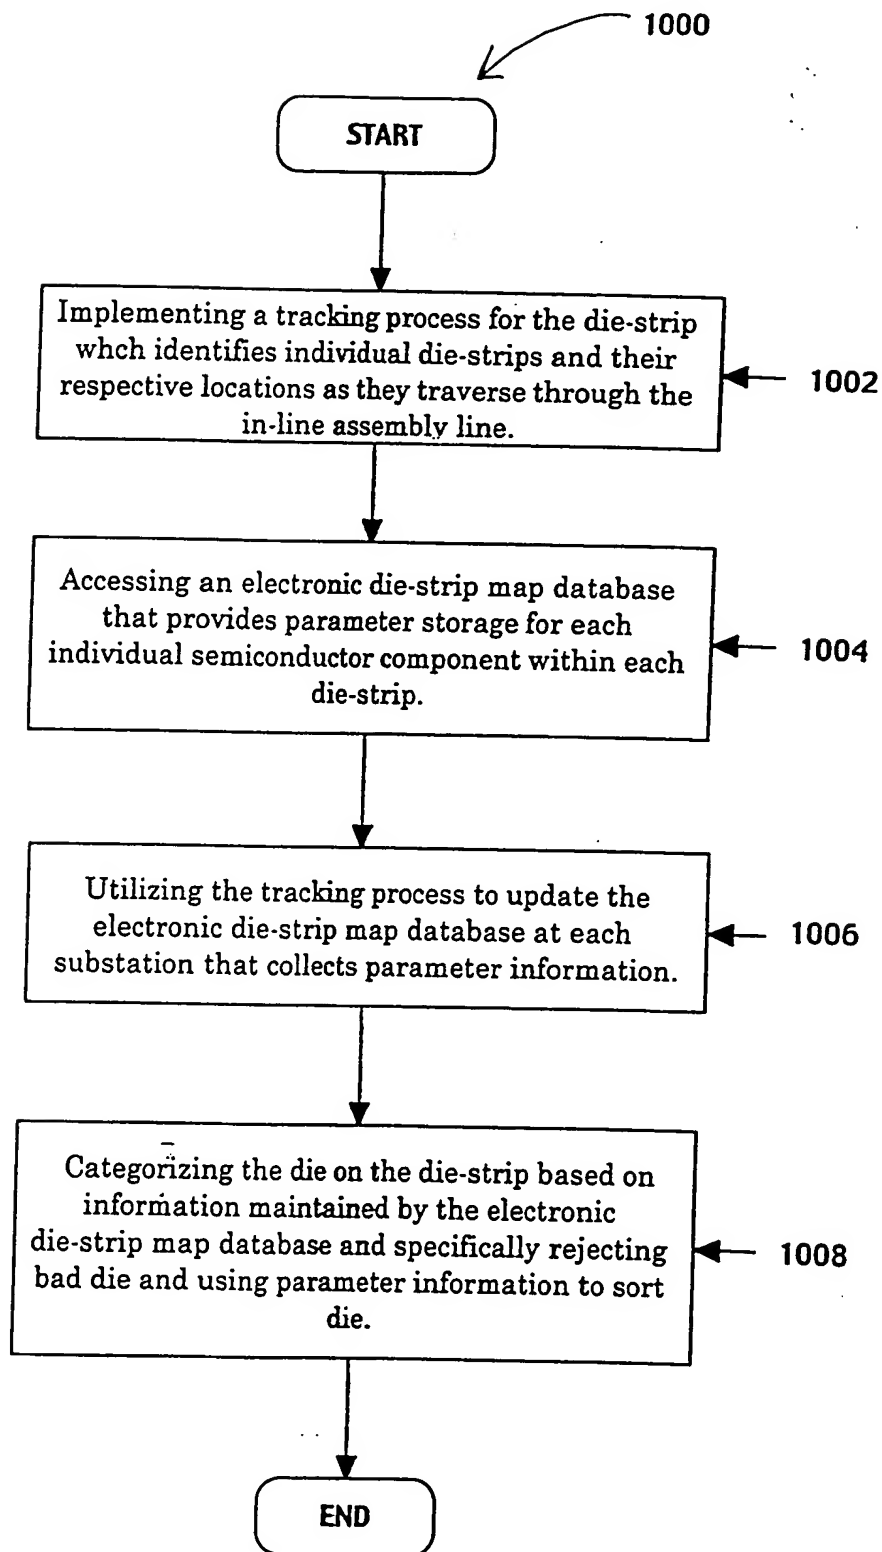 1000
START
Implementing a tracking process for the die-strip
whch identifies individual die-strips and their
respective locations as they traverse through the
in-line assembly line.
1002
Accessing an electronic die-strip map database
that provides parameter storage for each
individual semiconductor component within each
die-strip.
1004
Utilizing the tracking process to update the
electronic die-strip map database at each
substation that collects parameter information.
1006
Categorizing the die on the die-strip based on
information maintained by the electronic
die-strip map database and specifically rejecting
bad die and using parameter information to sort
die.
1008
END